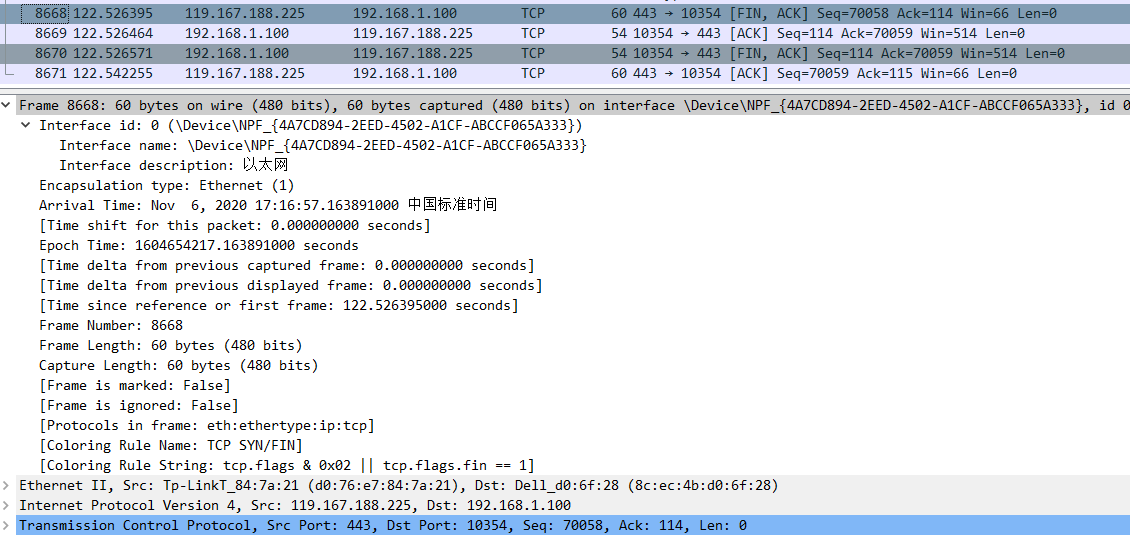 8668 122.526395 119.167.188.225 192.168.1.100 TCP 60 443 → 10354 [FIN, ACK] Seq=70058 Ack=114 Win=66 Len=0
8669 122.526464 192.168.1.100 119.167.188.225 TCP 54 10354 → 443 [ACK] Seq=114 Ack=70059 Win=514 Len=0
8670 122.526571 192.168.1.100 119.167.188.225 TCP 54 10354 → 443 [FIN, ACK] Seq=114 Ack=70059 Win=514 Len=0
8671 122.542255 119.167.188.225 192.168.1.100 TCP 60 443 → 10354 [ACK] Seq=70059 Ack=115 Win=66 Len=0
Frame 8668: 60 bytes on wire (480 bits), 60 bytes captured (480 bits) on interface \Device\NPF_{4A7CD894-2EED-4502-A1CF-ABCCF065A333}, id 0
Interface id: 0 (\Device\NPF_{4A7CD894-2EED-4502-A1CF-ABCCF065A333})
Interface name: \Device\NPF_{4A7CD894-2EED-4502-A1CF-ABCCF065A333}
Interface description: 以太网
Encapsulation type: Ethernet (1)
Arrival Time: Nov  6, 2020 17:16:57.163891000 中国标准时间
[Time shift for this packet: 0.000000000 seconds]
Epoch Time: 1604654217.163891000 seconds
[Time delta from previous captured frame: 0.000000000 seconds]
[Time delta from previous displayed frame: 0.000000000 seconds]
[Time since reference or first frame: 122.526395000 seconds]
Frame Number: 8668
Frame Length: 60 bytes (480 bits)
Capture Length: 60 bytes (480 bits)
[Frame is marked: False]
[Frame is ignored: False]
[Protocols in frame: eth:ethertype:ip:tcp]
[Coloring Rule Name: TCP SYN/FIN]
[Coloring Rule String: tcp.flags & 0x02 || tcp.flags.fin == 1]
Ethernet II, Src: Tp-LinkT_84:7a:21 (d0:76:e7:84:7a:21), Dst: Dell_d0:6f:28 (8c:ec:4b:d0:6f:28)
Internet Protocol Version 4, Src: 119.167.188.225, Dst: 192.168.1.100
Transmission Control Protocol, Src Port: 443, Dst Port: 10354, Seq: 70058, Ack: 114, Len: 0